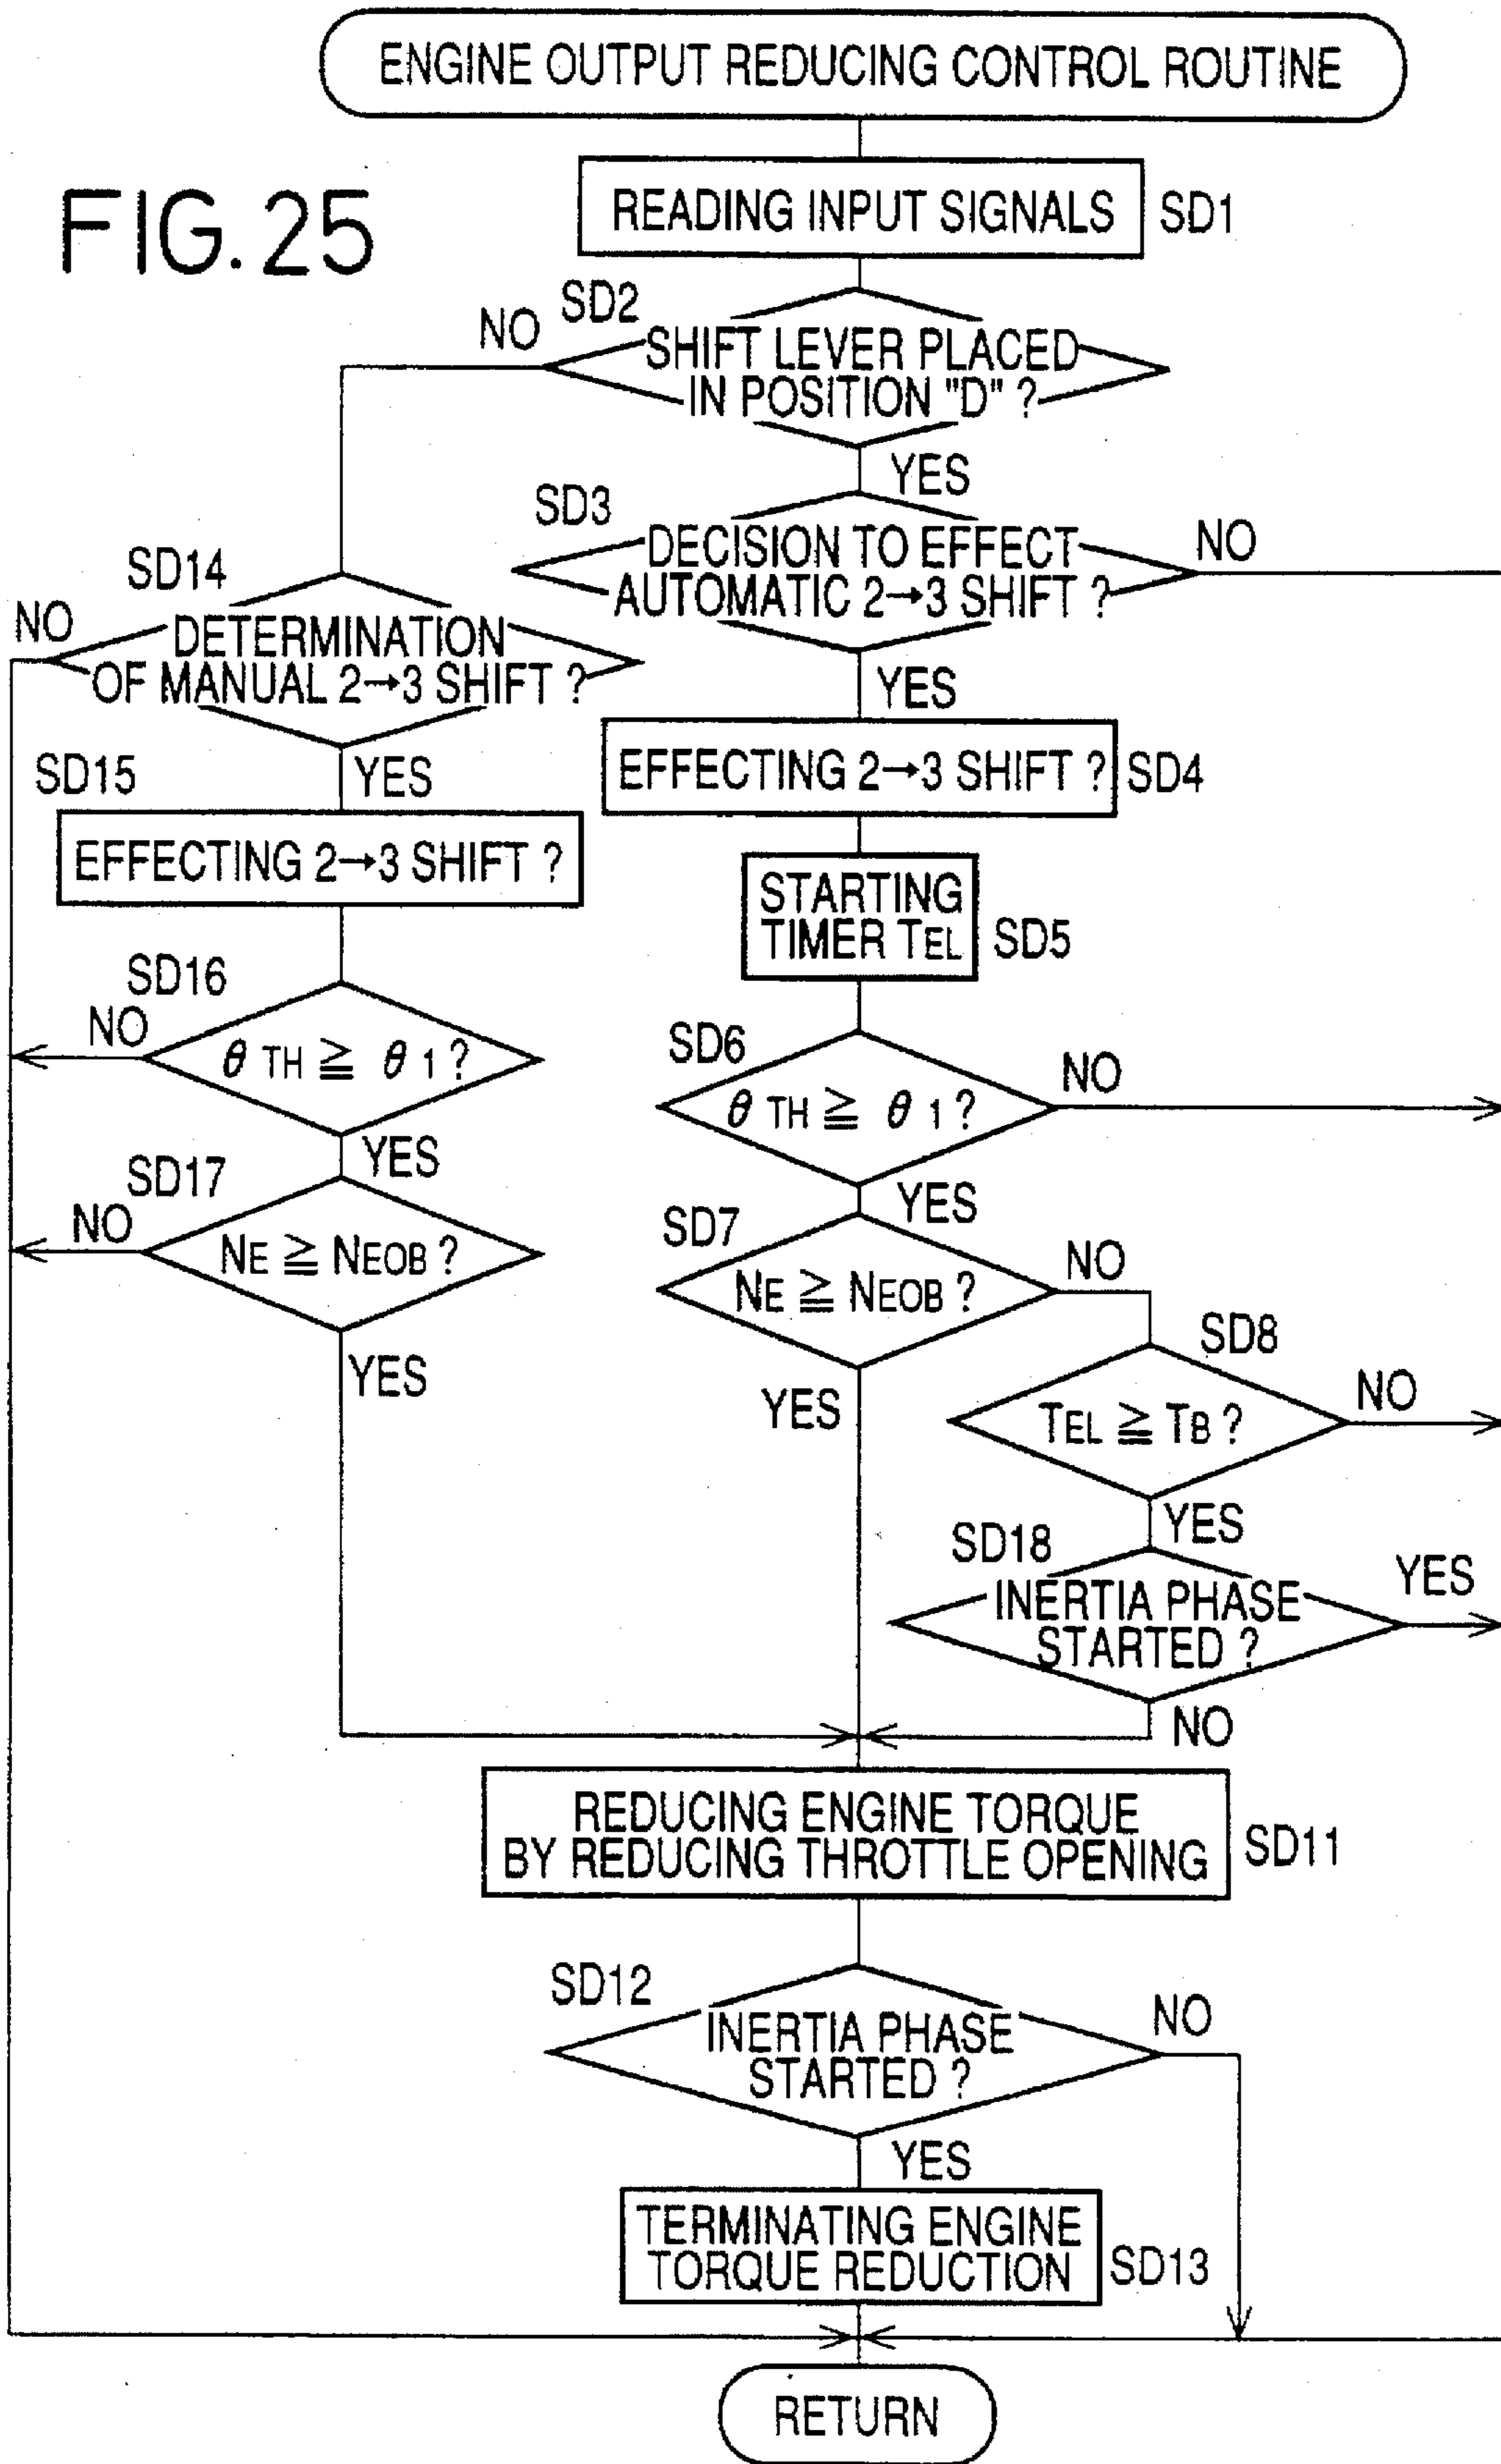 ENGINE OUTPUT REDUCING CONTROL ROUTINE
FIG. 25
READING INPUT SIGNALS
SD1
SD2
NO
SHIFT LEVER PLACED
IN POSITION "D" ?
YES
SD3
DECISION TO EFFECT
AUTOMATIC 2→3 SHIFT ?
NO
SD14
NO
DETERMINATION
OF MANUAL 2→3 SHIFT ?
YES
YES
SD15
EFFECTING 2→3 SHIFT ?
EFFECTING 2→3 SHIFT ?
SD4
STARTING
TIMER TEL
SD5
SD16
NO
θ TH ≧ θ 1 ?
YES
SD6
θ TH ≧ θ 1 ?
NO
YES
SD17
NO
NE ≧ NEOB ?
YES
SD7
NE ≧ NEOB ?
NO
YES
SD8
TEL ≧ TB ?
NO
YES
SD18
INERTIA PHASE
STARTED ?
YES
NO
REDUCING ENGINE TORQUE
BY REDUCING THROTTLE OPENING
SD11
SD12
INERTIA PHASE
STARTED ?
NO
YES
TERMINATING ENGINE
TORQUE REDUCTION
SD13
RETURN